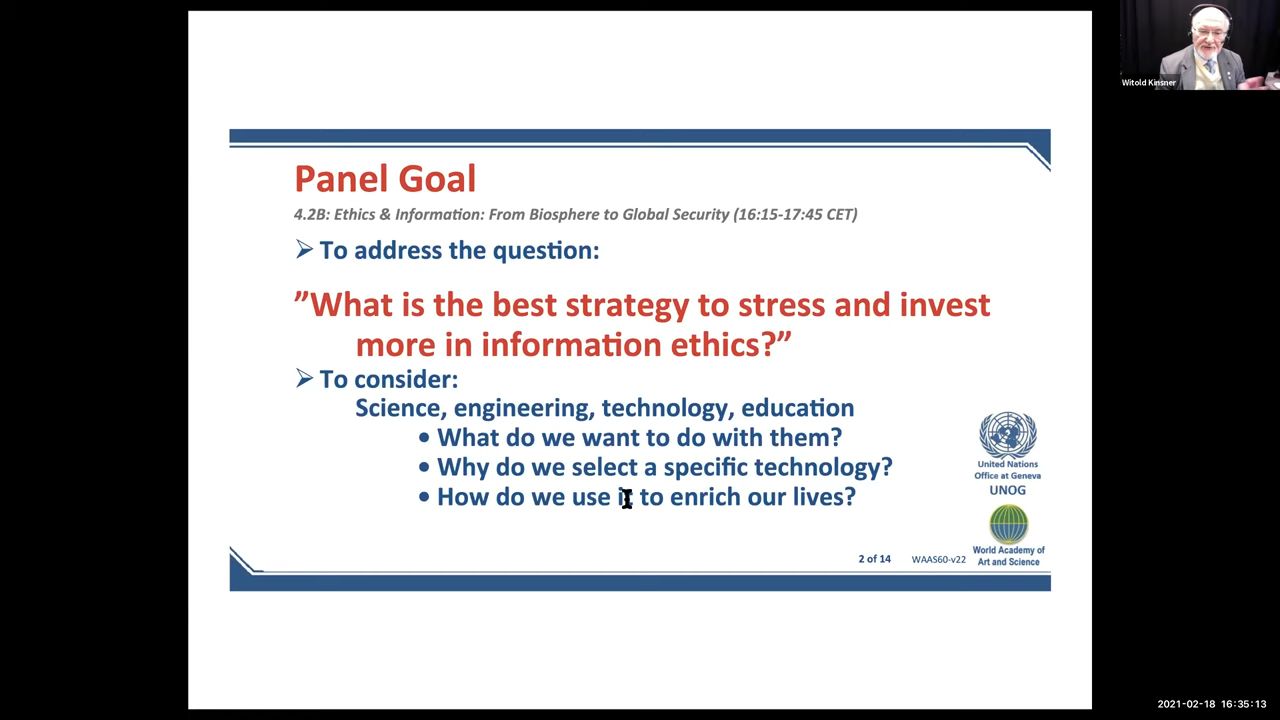 Witold Kinsner
Panel Goal
4.2B: Ethics & Information: From Biosphere to Global Security (16:15-17:45 CET)
➢ To address the question:
”What is the best strategy to stress and invest
more in information ethics?”
➢ To consider:
Science, engineering, technology, education
• What do we want to do with them?
• Why do we select a specific technology?
• How do we use it to enrich our lives?
United Nations
Office at Geneva
UNOG
World Academy of
Art and Science
2 of 14 WAAS60-v22
2021-02-18 16:35:13